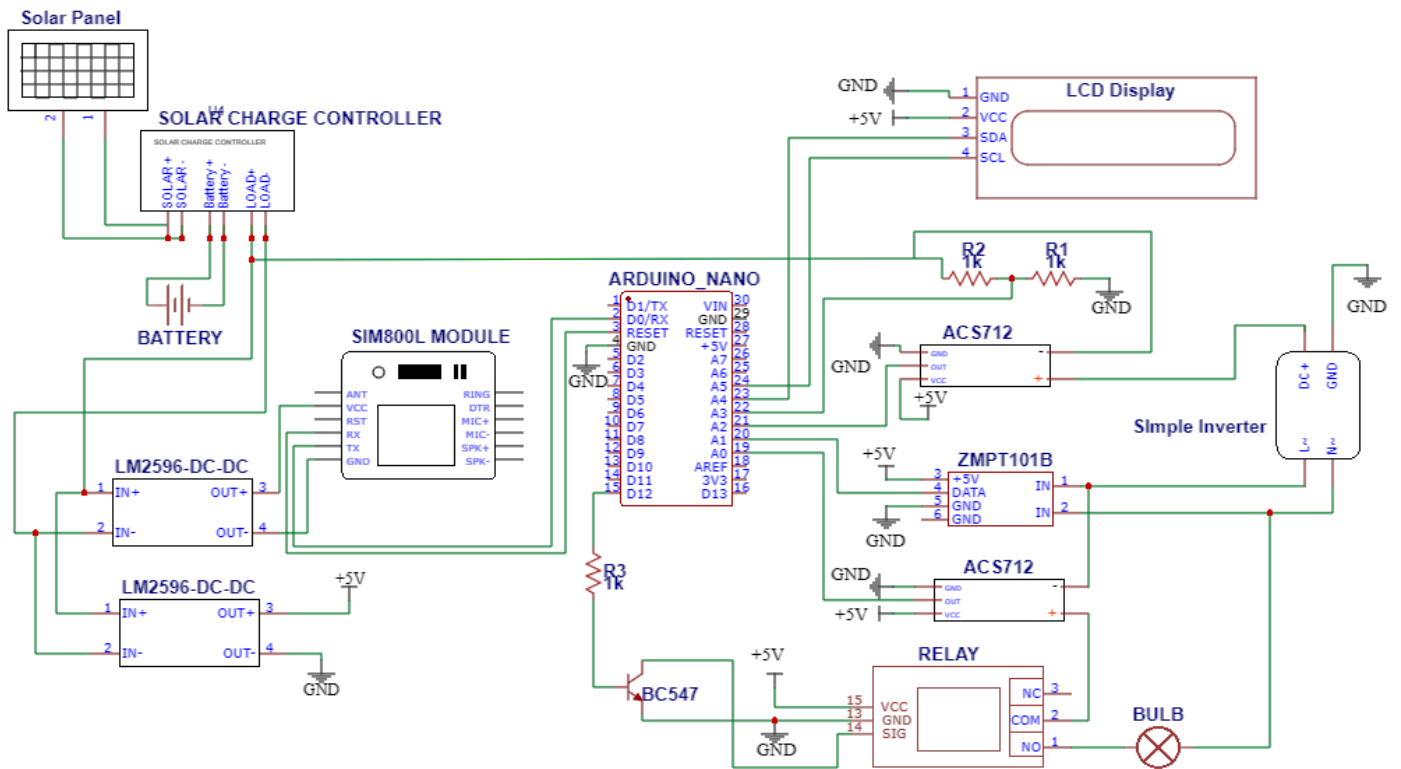 Solar Panel
2
1
U4
SOLAR CHARGE CONTROLLER
SOLAR CHARGE CONTROLLER
SOLAR+
SOLAR-
Battery+
Battery-
LOAD+
LOAD-
BATTERY
SIM800L MODULE
ANT
VCC
RST
RX
TX
GND
RING
DTR
MIC+
MIC-
SPK+
SPK-
LM2596-DC-DC
1 IN+ OUT+ 3
2 IN- OUT- 4
LM2596-DC-DC
1 IN+ OUT+ 3
2 IN- OUT- 4
+5V
GND
ARDUINO_NANO
1 D1/TX VIN 30
2 D0/RX GND 29
3 RESET RESET 28
4 GND +5V 27
5 D2 A7 26
6 D3 A6 25
7 D4 A5 24
8 D5 A4 23
9 D6 A3 22
10 D7 A2 21
11 D8 A1 20
12 D9 A0 19
13 D10 AREF 18
14 D11 3V3 17
15 D12 D13 16
GND
R3
1k
BC547
GND
+5V
LCD Display
1 GND
2 VCC
3 SDA
4 SCL
R2
1k
R1
1k
GND
ACS712
GND
GND -
OUT
VCC +
+5V
GND
DC+
GND
SImple Inverter
L~
N~
ZMPT101B
+5V
3 +5V
4 DATA IN 1
5 GND IN 2
6 GND
GND
ACS712
GND
+5V
GND -
OUT
VCC +
RELAY
+5V
15 VCC
13 GND
14 SIG
GND
NC 3
COM 2
NO 1
BULB